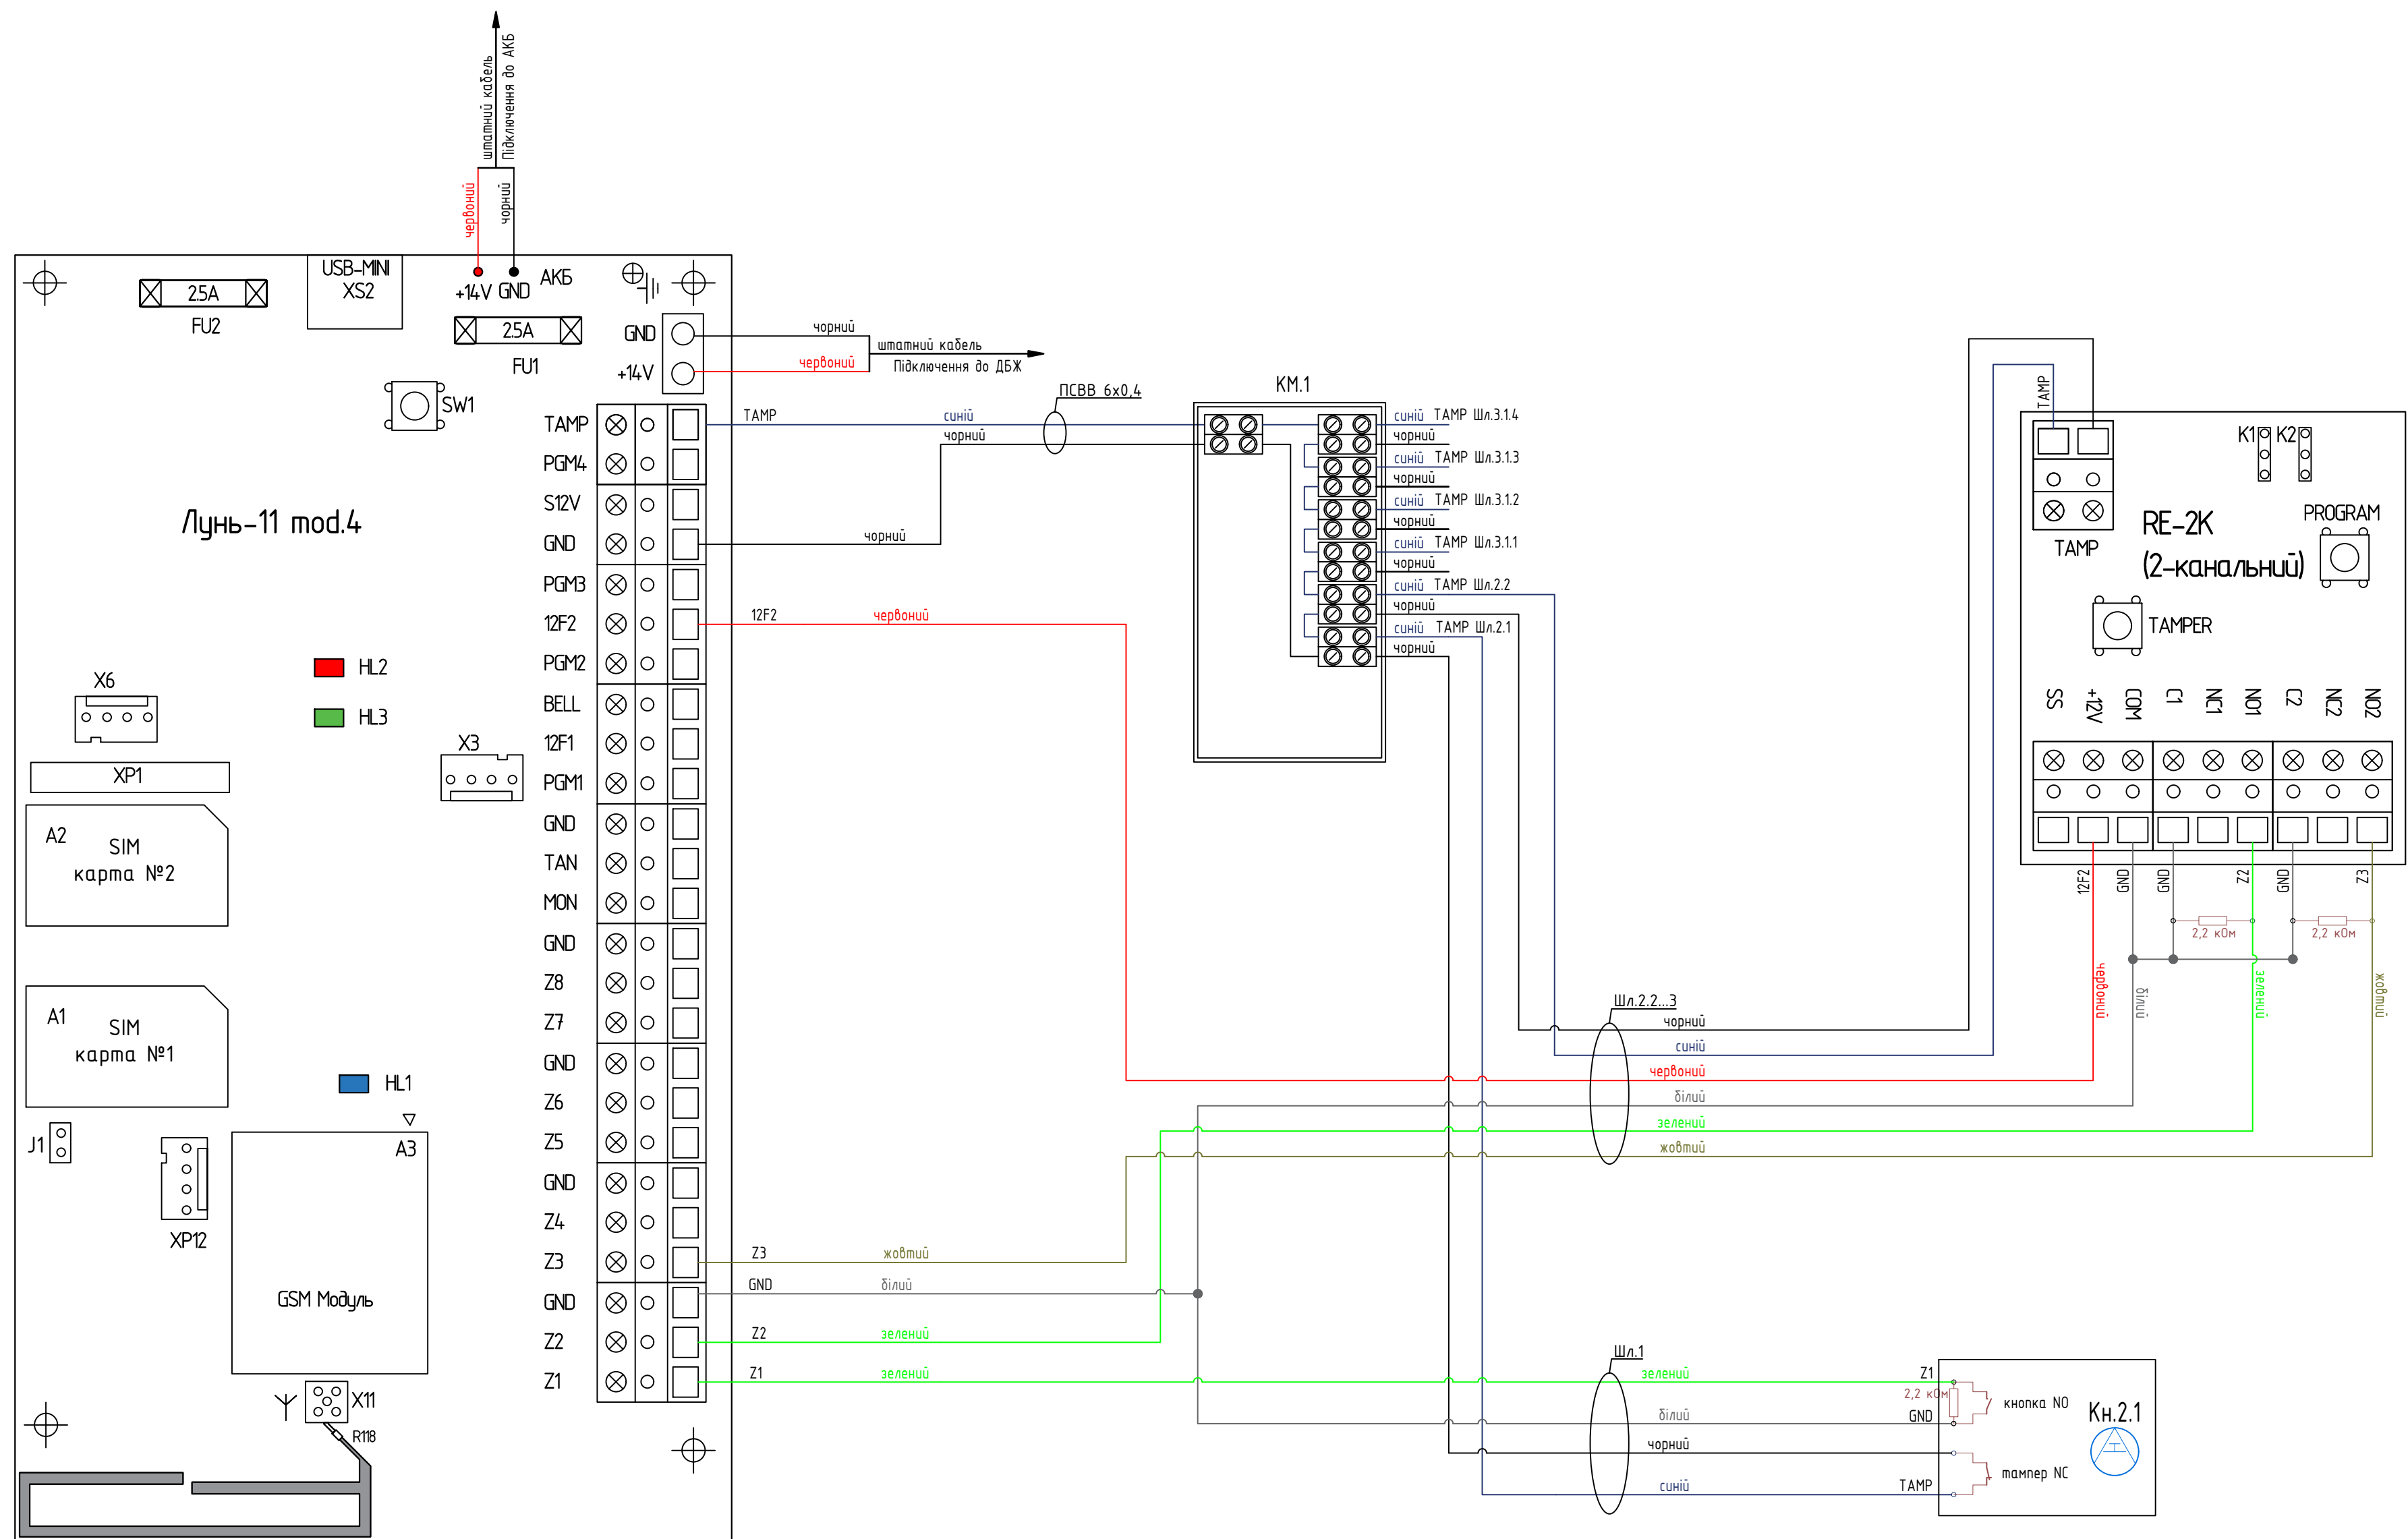 штатний кабель
Підключення до АКБ
червоний
чорний
USB-MINI
XS2
2.5A
FU2
+14V GND АКБ
2.5A
FU1
GND
+14V
чорний
червоний
штатний кабель
Підключення до ДБЖ
SW1
Лунь-11 mod.4
HL2
HL3
X6
X3
XP1
A2
SIM
карта №2
A1
SIM
карта №1
HL1
J1
A3
XP12
GSM Модуль
X11
R118
TAMP
PGM4
S12V
GND
PGM3
12F2
PGM2
BELL
12F1
PGM1
GND
TAN
MON
GND
Z8
Z7
GND
Z6
Z5
GND
Z4
Z3
GND
Z2
Z1
TAMP
синій
чорний
ПСВВ 6х0,4
чорний
12F2
червоний
Z3
жовтий
GND
білий
Z2
зелений
Z1
зелений
КМ.1
синій TAMP Шл.3.1.4
чорний
синій TAMP Шл.3.1.3
чорний
синій TAMP Шл.3.1.2
чорний
синій TAMP Шл.3.1.1
чорний
синій TAMP Шл.2.2
чорний
синій TAMP Шл.2.1
чорний
Шл.2.2...3
чорний
синій
червоний
білий
зелений
жовтий
TAMP
K1 K2
RE-2K
(2-канальний)
PROGRAM
TAMP
TAMPER
SS
+12V
COM
C1
NC1
NO1
C2
NC2
NO2
12F2
GND
GND
Z2
GND
Z3
2,2 кОм
2,2 кОм
червоний
білий
зелений
жовтий
Шл.1
зелений
білий
чорний
синій
Z1
2,2 кОм
GND
TAMP
кнопка NO
тампер NC
Кн.2.1